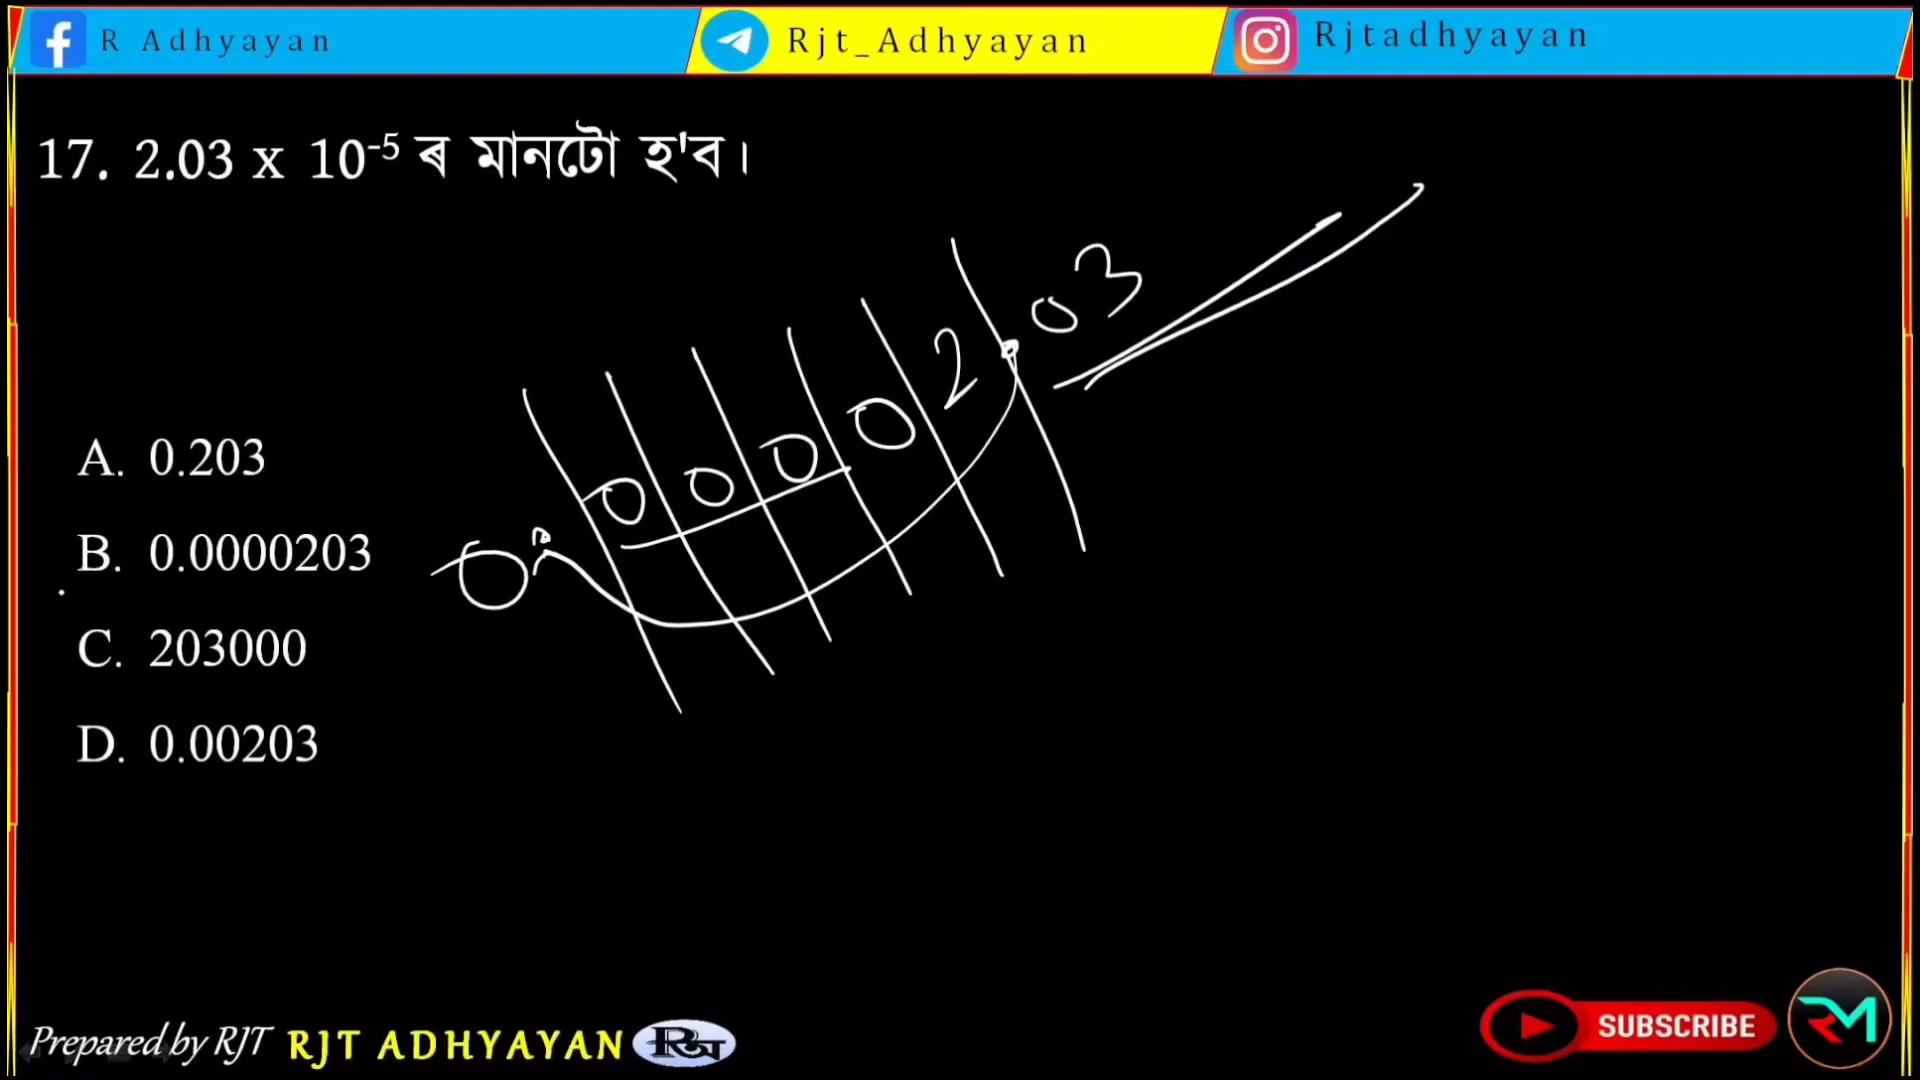 R Adhyayan
Rjt_Adhyayan
Rjtadhyayan
17. 2.03 x 10⁻⁵ ৰ মানটো হ'ব।
0.00002.03
A. 0.203
B. 0.0000203
C. 203000
D. 0.00203
Prepared by RJT RJT ADHYAYAN
SUBSCRIBE
RM